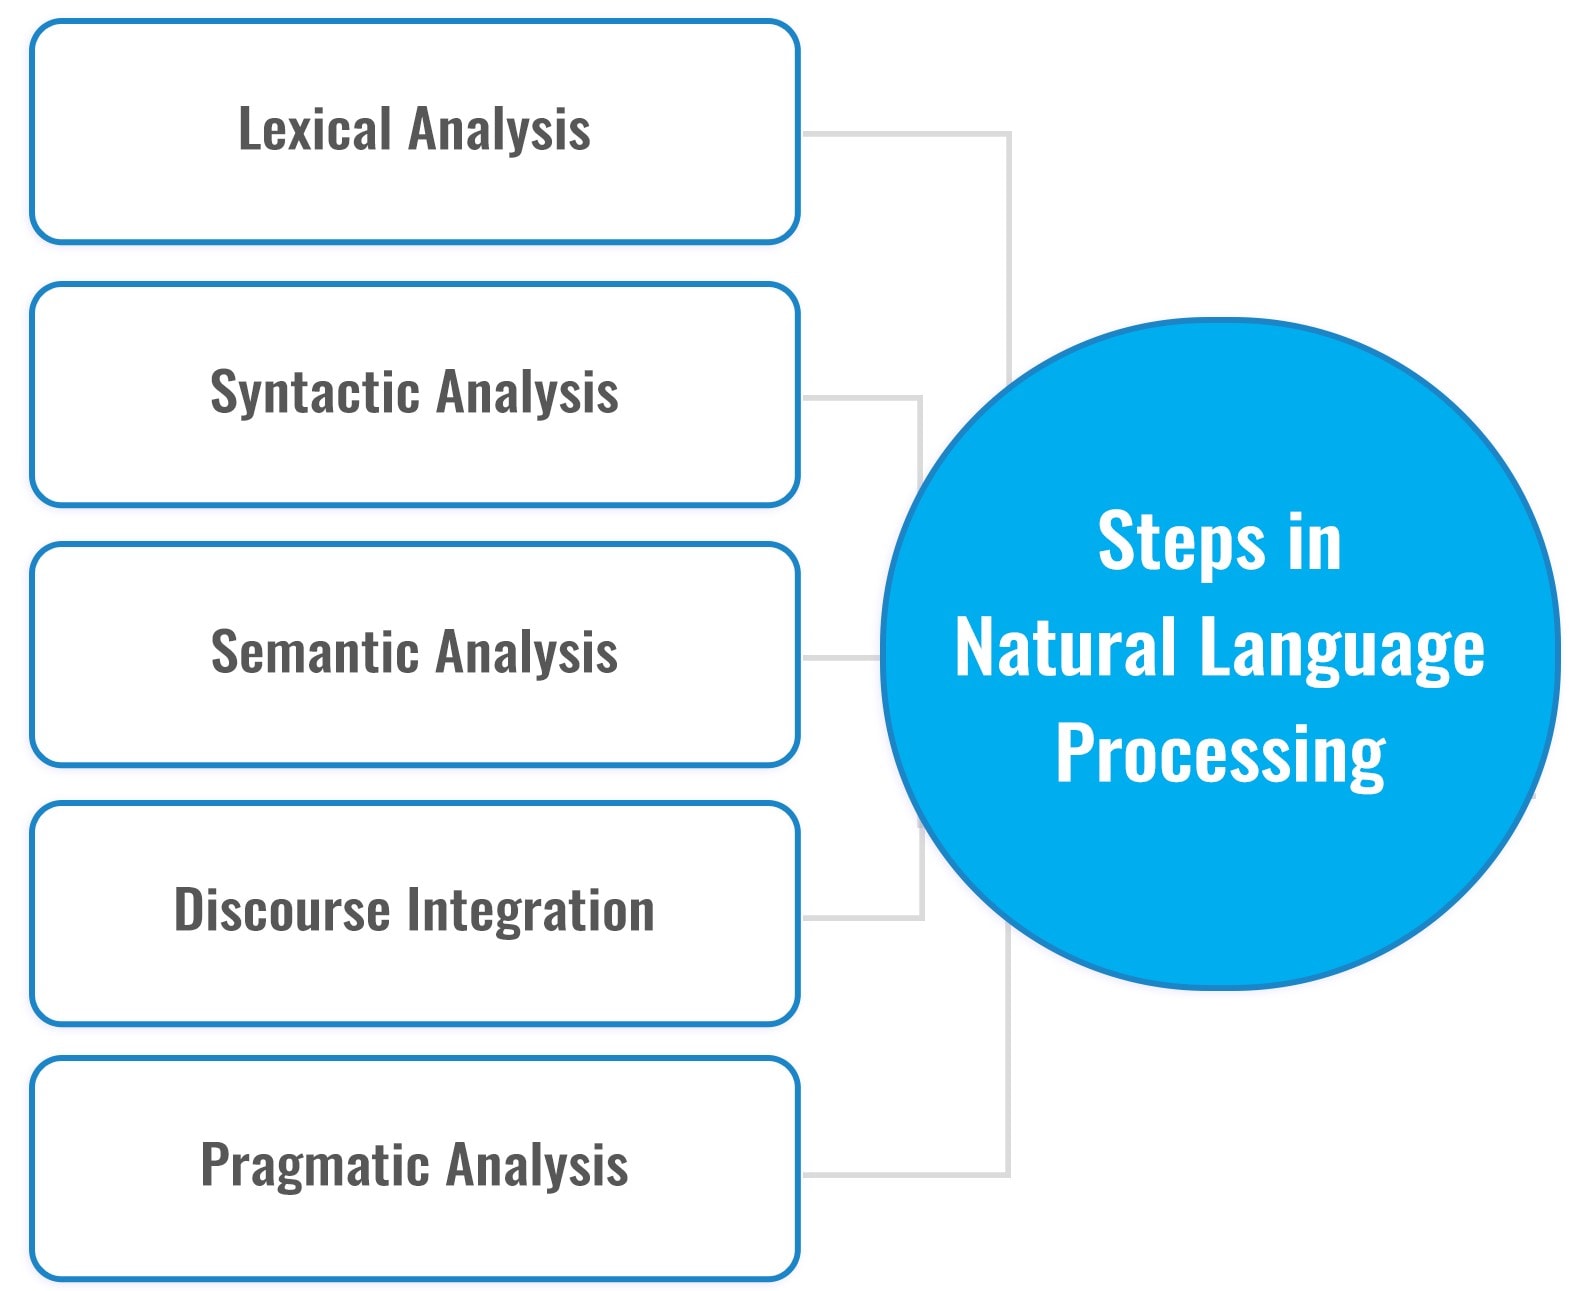 Lexical Analysis
Syntactic Analysis
Semantic Analysis
Discourse Integration
Pragmatic Analysis
Steps in
Natural Language
Processing